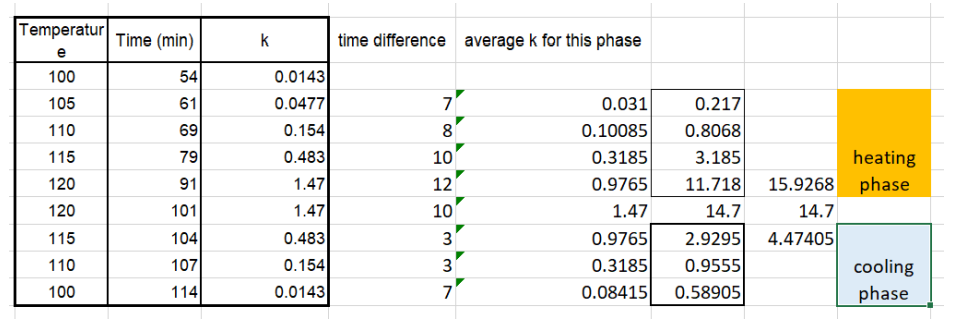 Temperatur
e Time (min) k time difference average k for this phase
100 54 0.0143
105 61 0.0477 7 0.031 0.217
110 69 0.154 8 0.10085 0.8068
115 79 0.483 10 0.3185 3.185 heating
120 91 1.47 12 0.9765 11.718 15.9268 phase
120 101 1.47 10 1.47 14.7 14.7
115 104 0.483 3 0.9765 2.9295 4.47405
110 107 0.154 3 0.3185 0.9555 cooling
100 114 0.0143 7 0.08415 0.58905 phase